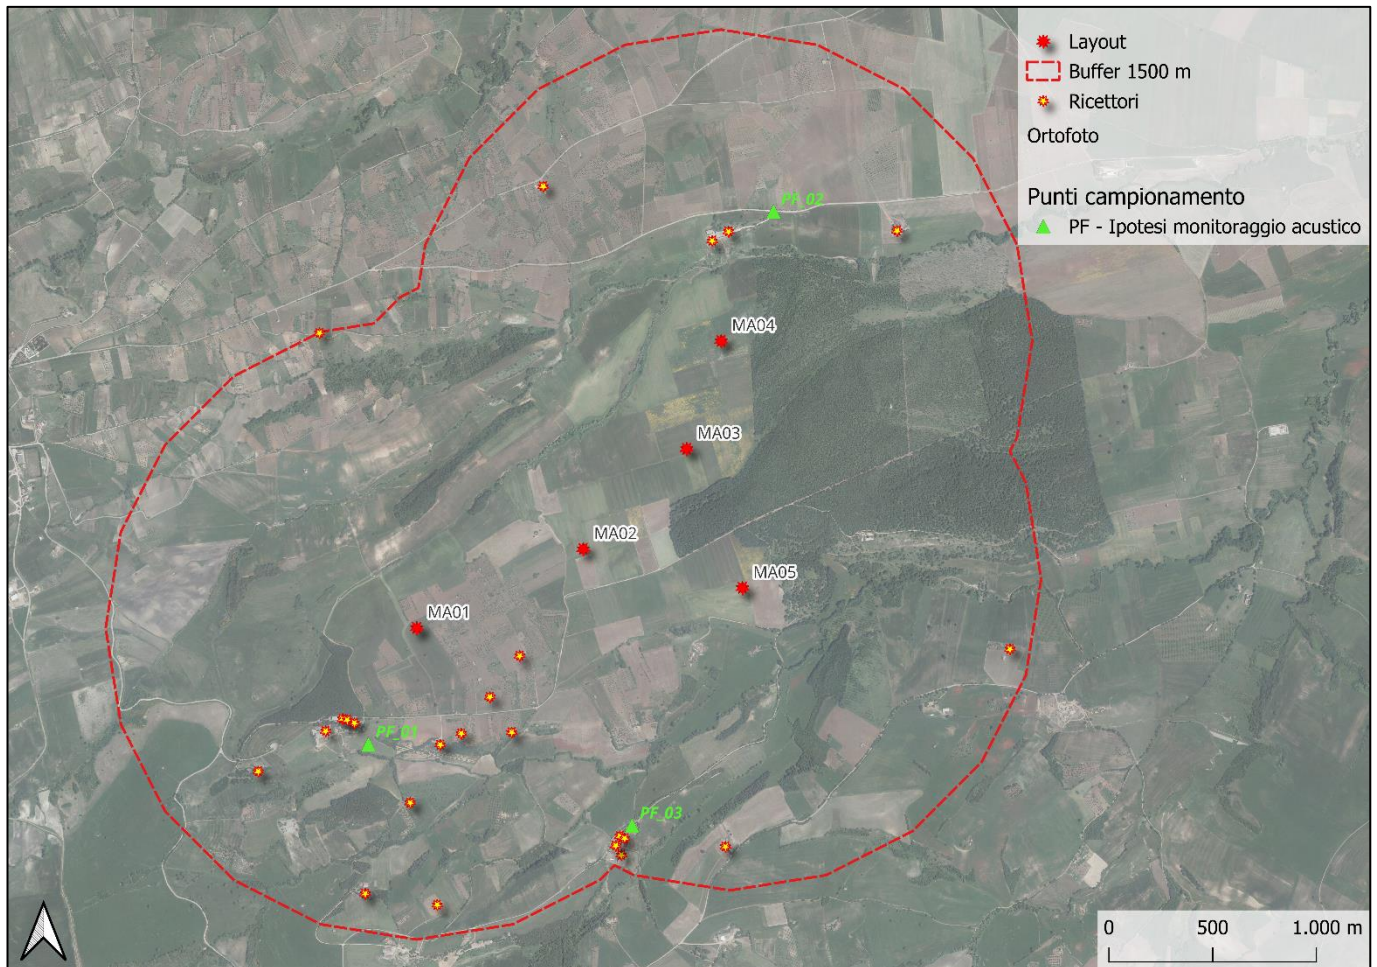 Layout
Buffer 1500 m
Ricettori
Ortofoto
Punti campionamento
PF - Ipotesi monitoraggio acustico
PF_02
MA04
MA03
MA02
MA05
MA01
PF_01
PF_03
0 500 1.000 m